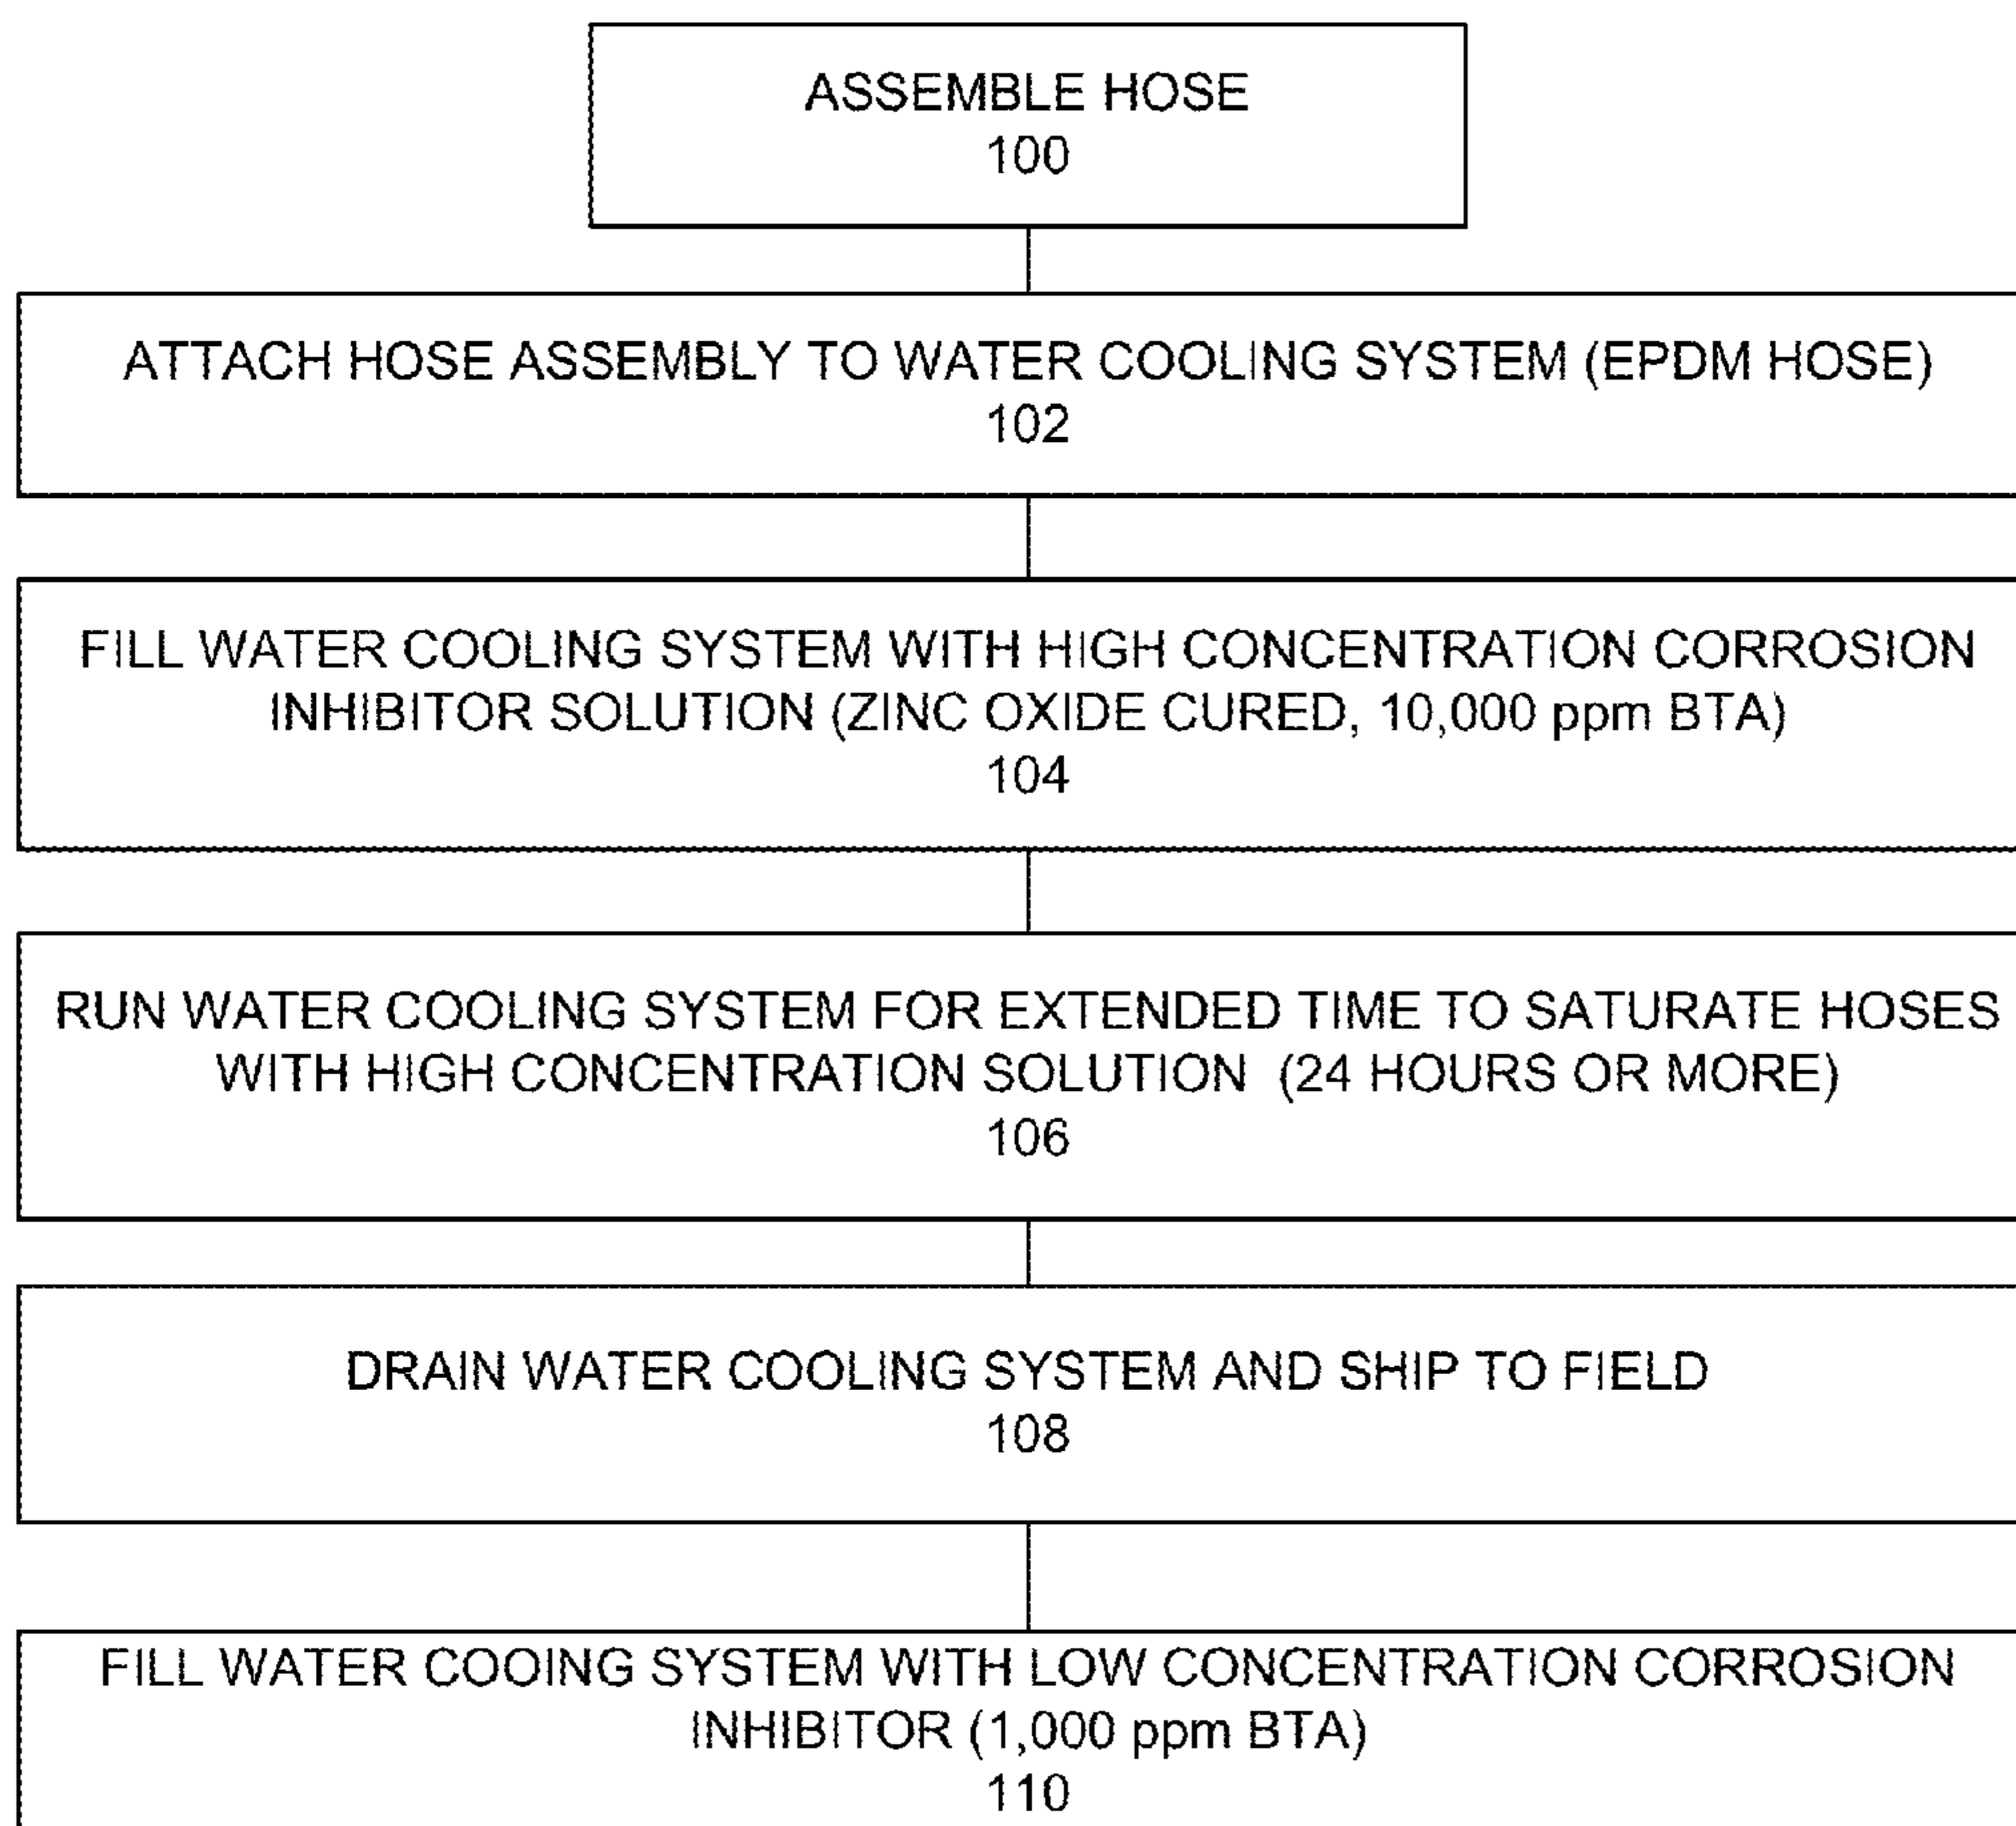 ASSEMBLE HOSE
100
ATTACH HOSE ASSEMBLY TO WATER COOLING SYSTEM (EPDM HOSE)
102
FILL WATER COOLING SYSTEM WITH HIGH CONCENTRATION CORROSION
INHIBITOR SOLUTION (ZINC OXIDE CURED, 10,000 ppm BTA)
104
RUN WATER COOLING SYSTEM FOR EXTENDED TIME TO SATURATE HOSES
WITH HIGH CONCENTRATION SOLUTION (24 HOURS OR MORE)
106
DRAIN WATER COOLING SYSTEM AND SHIP TO FIELD
108
FILL WATER COOING SYSTEM WITH LOW CONCENTRATION CORROSION
INHIBITOR (1,000 ppm BTA)
110